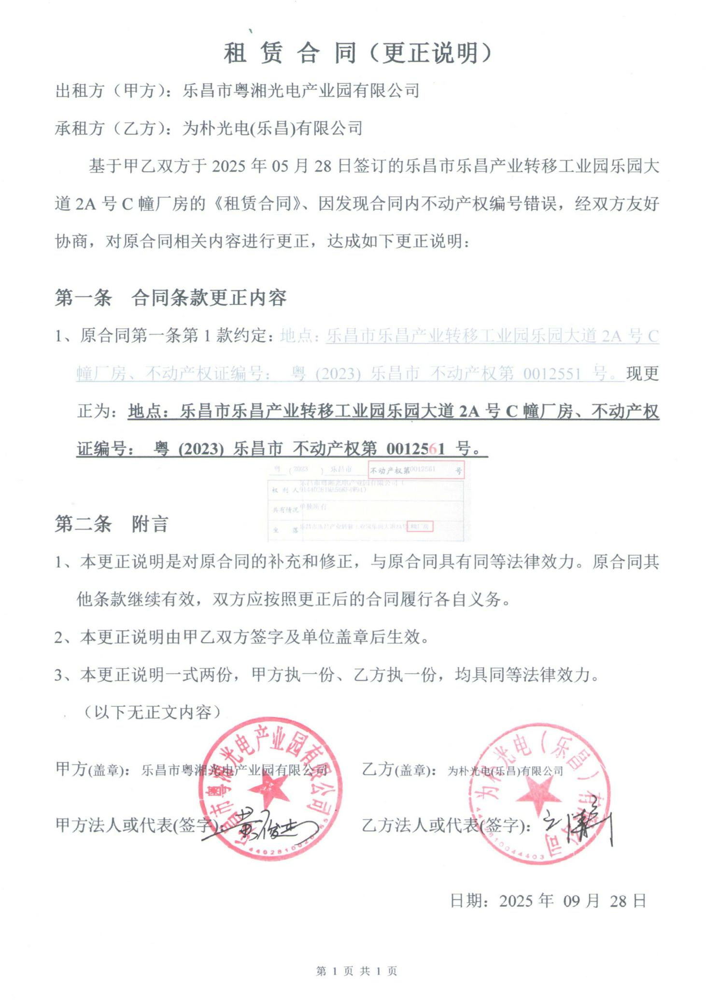 租 赁 合 同（更正说明）
出租方（甲方）：乐昌市粤湘光电产业园有限公司
承租方（乙方）：为朴光电(乐昌)有限公司
基于甲乙双方于 2025 年 05 月 28 日签订的乐昌市乐昌产业转移工业园乐园大
道 2A 号 C 幢厂房的《租赁合同》、因发现合同内不动产权编号错误，经双方友好
协商，对原合同相关内容进行更正，达成如下更正说明：
第一条 合同条款更正内容
1、原合同第一条第 1 款约定：地点：乐昌市乐昌产业转移工业园乐园大道 2A 号 C
幢厂房、不动产权证编号： 粤 (2023) 乐昌市 不动产权第 0012551 号。现更
正为：地点：乐昌市乐昌产业转移工业园乐园大道 2A 号 C 幢厂房、不动产权
证编号： 粤 (2023) 乐昌市 不动产权第 0012561 号。
粤 ( 2023 ) 乐昌市 不动产权第0012561 号
权 利 人 乐昌市粤湘光电产业园有限公司（
91440281MA56KF4W94）
共有情况 单独所有
坐 落 乐昌市乐昌产业转移工业园乐园大道2A号C幢厂房
第二条 附言
1、本更正说明是对原合同的补充和修正，与原合同具有同等法律效力。原合同其
他条款继续有效，双方应按照更正后的合同履行各自义务。
2、本更正说明由甲乙双方签字及单位盖章后生效。
3、本更正说明一式两份，甲方执一份、乙方执一份，均具同等法律效力。
（以下无正文内容）
甲方(盖章)：乐昌市粤湘光电产业园有限公司 乙方(盖章)：为朴光电(乐昌)有限公司
甲方法人或代表(签字): 黄俊杰 乙方法人或代表(签字)：
乐昌市粤湘光电产业园有限公司
为朴光电（乐昌）有限公司
4402810044403
日期：2025 年 09 月 28 日
第 1 页 共 1 页